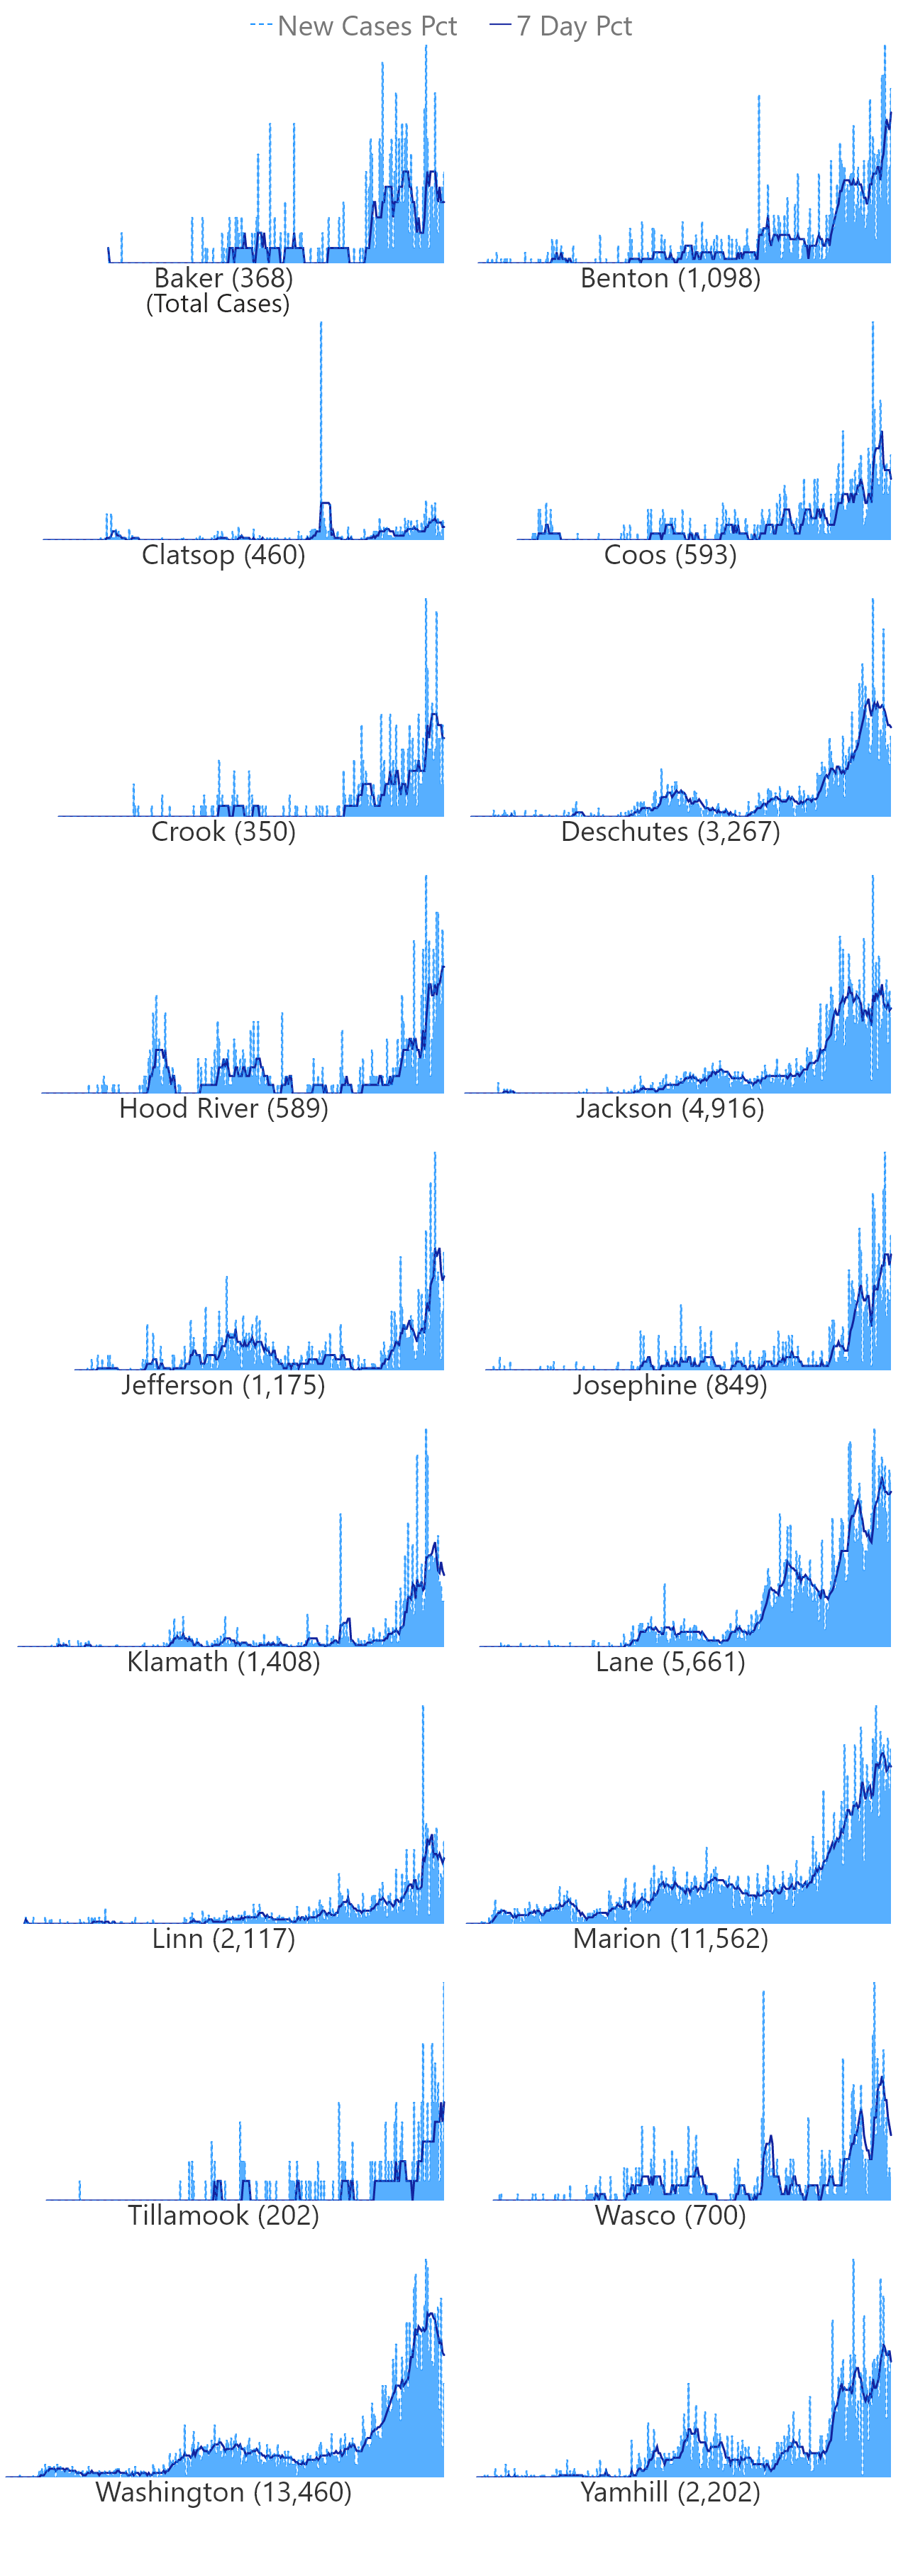 New Cases Pct 7 Day Pct
Baker (368)
(Total Cases)
Benton (1,098)
Clatsop (460)
Coos (593)
Crook (350)
Deschutes (3,267)
Hood River (589)
Jackson (4,916)
Jefferson (1,175)
Josephine (849)
Klamath (1,408)
Lane (5,661)
Linn (2,117)
Marion (11,562)
Tillamook (202)
Wasco (700)
Washington (13,460)
Yamhill (2,202)